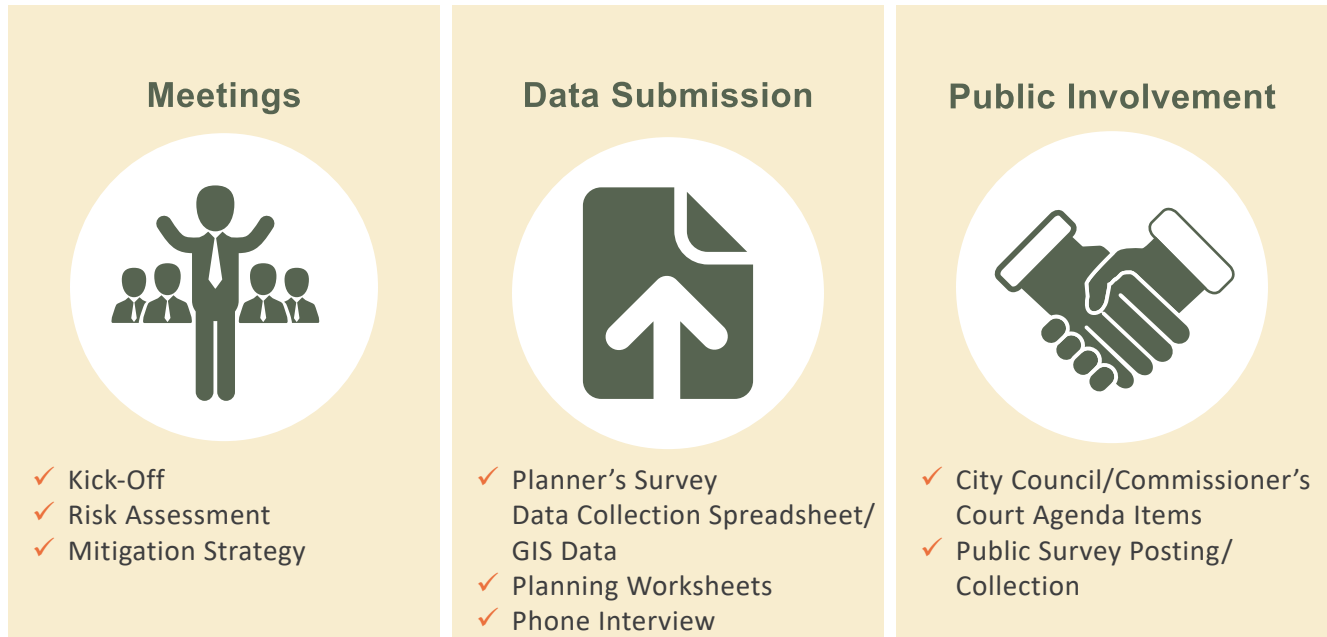 Meetings
Kick-Off
Risk Assessment
Mitigation Strategy
Data Submission
Planner’s Survey
Data Collection Spreadsheet/
GIS Data
Planning Worksheets
Phone Interview
Public Involvement
City Council/Commissioner’s
Court Agenda Items
Public Survey Posting/
Collection